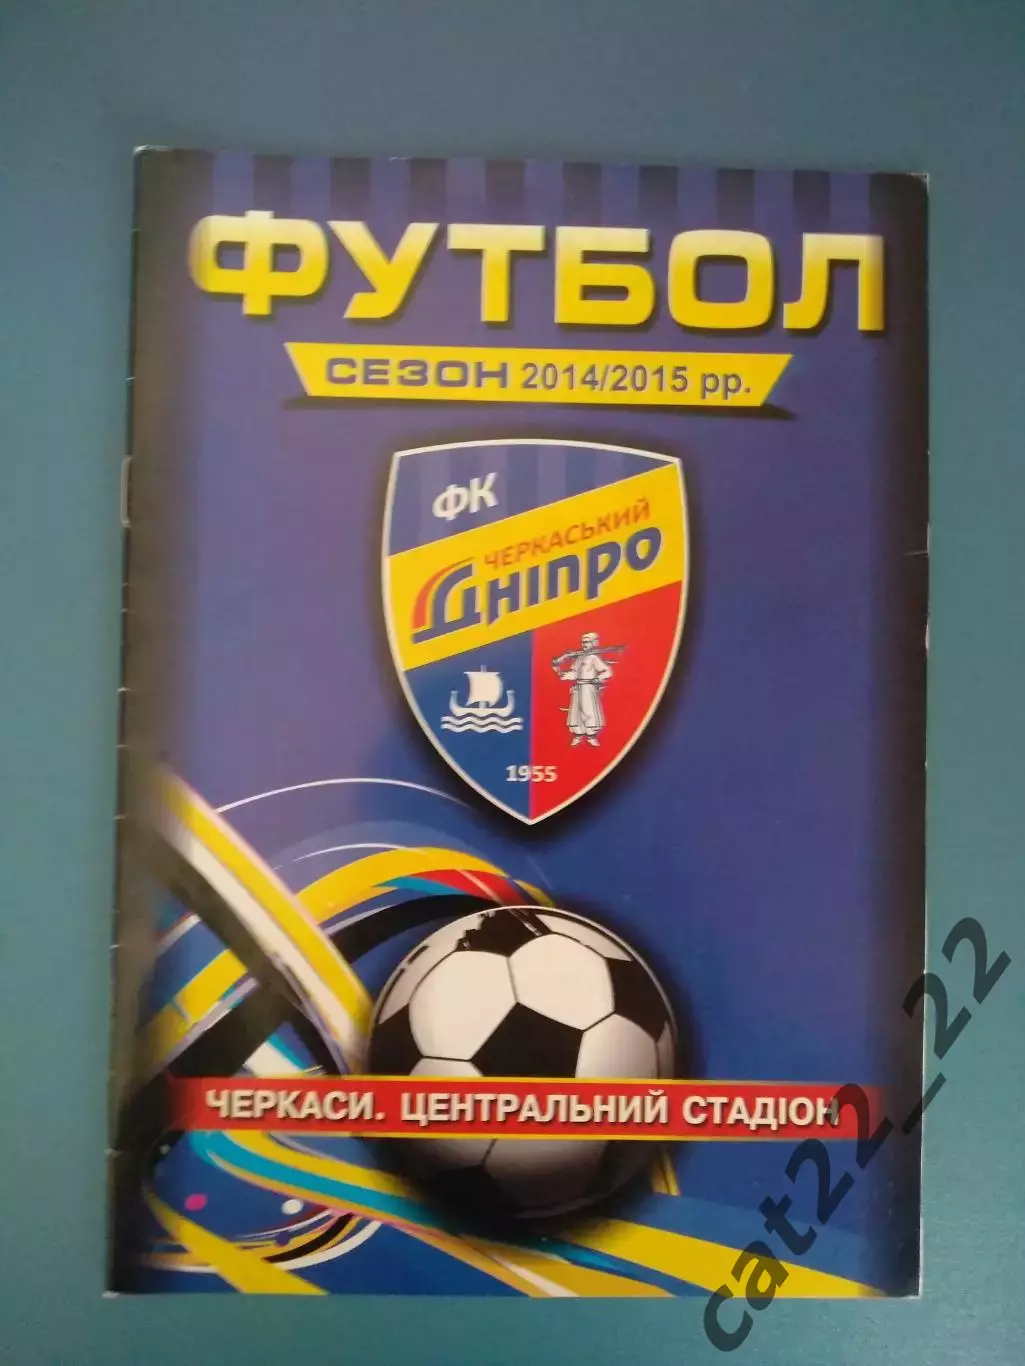 ФУТБОЛ
СЕЗОН 2014/2015 рр.
ФК
ЧЕРКАСЬКИЙ
Дніпро
1955
ЧЕРКАСИ. ЦЕНТРАЛЬНИЙ СТАДІОН
cat22_22